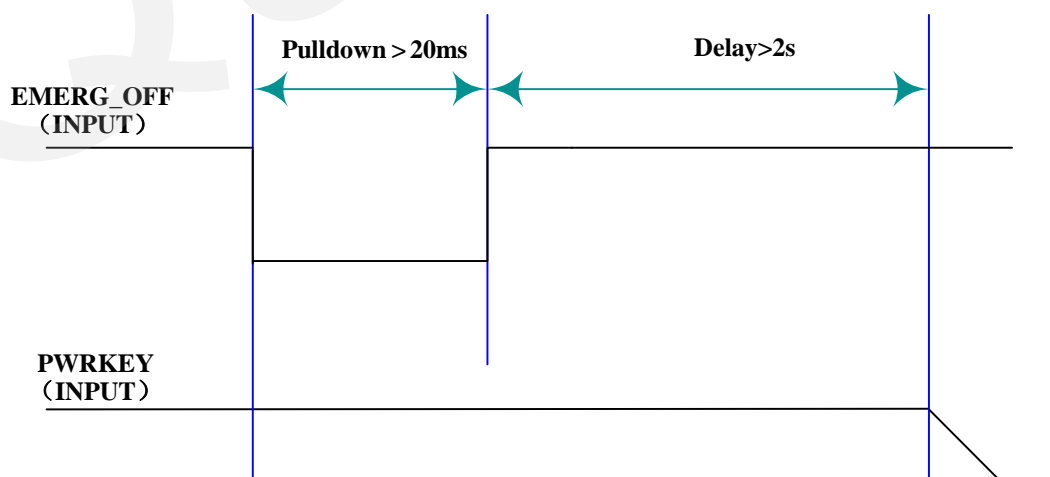 Pulldown > 20ms
Delay>2s
EMERG_OFF
（INPUT）
PWRKEY
（INPUT）